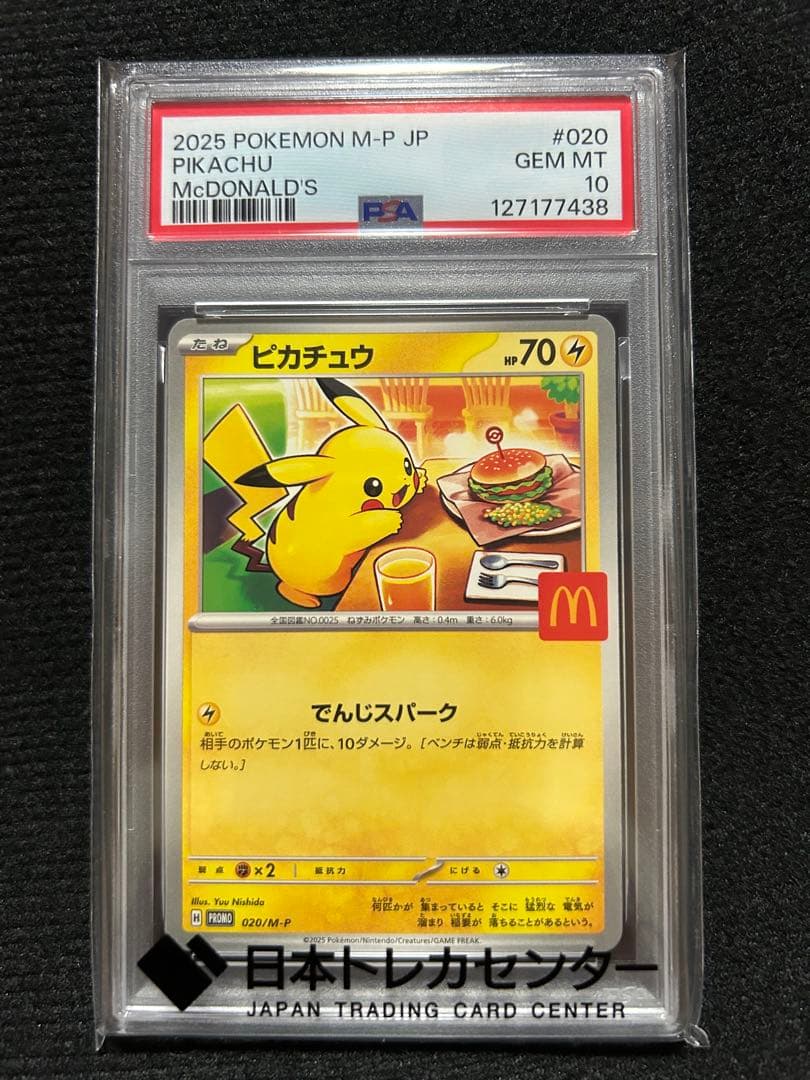 2025 POKEMON M-P JP #020
PIKACHU GEM MT
McDONALD'S 10
PSA 127177438
たね ピカチュウ HP 70
M
全国図鑑NO.0025 ねずみポケモン 高さ:0.4m 重さ:6.0kg
でんじスパーク
相手のポケモン1匹に、10ダメージ。[ベンチは弱点・抵抗力を計算
しない。]
弱点 ×2 抵抗力 にげる
Illus. Yuu Nishida
何匹かが 集まっていると そこに 猛烈な 電気が
溜まり 稲妻が 落ちることがあるという。
H PROMO 020/M-P
©2025 Pokémon/Nintendo/Creatures/GAME FREAK.
日本トレカセンター
JAPAN TRADING CARD CENTER